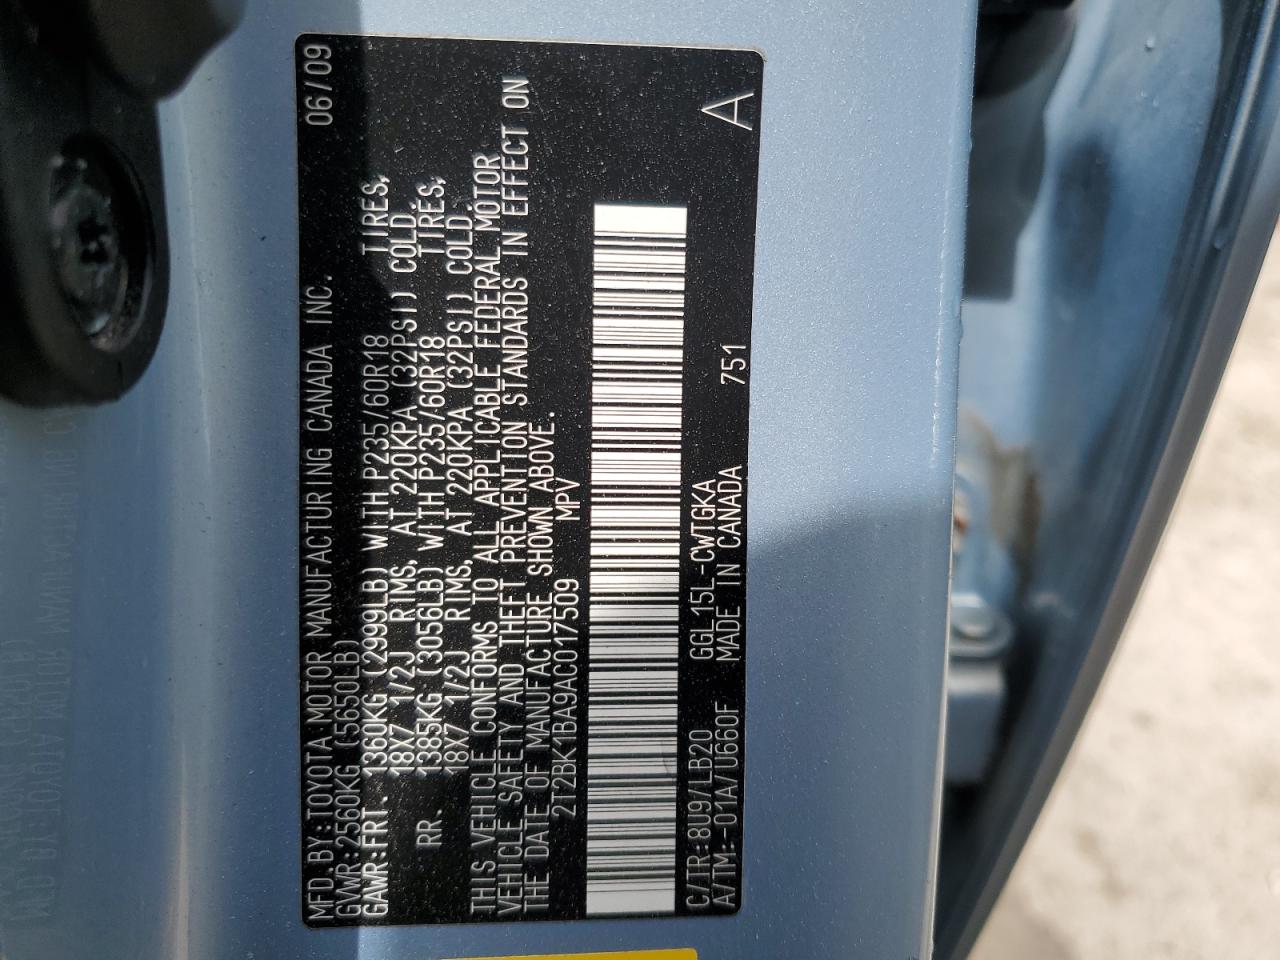 MFD.BY:TOYOTA MOTOR MANUFACTURING CANADA INC. 06/09
GVWR:2560KG (5650LB)
GAWR:FRT. 1360KG (2999LB) WITH P235/60R18 TIRES,
18X7 1/2J RIMS, AT 220KPA (32PSI) COLD.
RR. 1385KG (3056LB) WITH P235/60R18 TIRES,
18X7 1/2J RIMS, AT 220KPA (32PSI) COLD.
THIS VEHICLE CONFORMS TO ALL APPLICABLE FEDERAL MOTOR
VEHICLE SAFETY AND THEFT PREVENTION STANDARDS IN EFFECT ON
THE DATE OF MANUFACTURE SHOWN ABOVE.
2T2BK1BA9AC017509 MPV
C/TR:8U9/LB20 GGL15L-CWTGKA
A/TM:-01A/U660F MADE IN CANADA 751 A